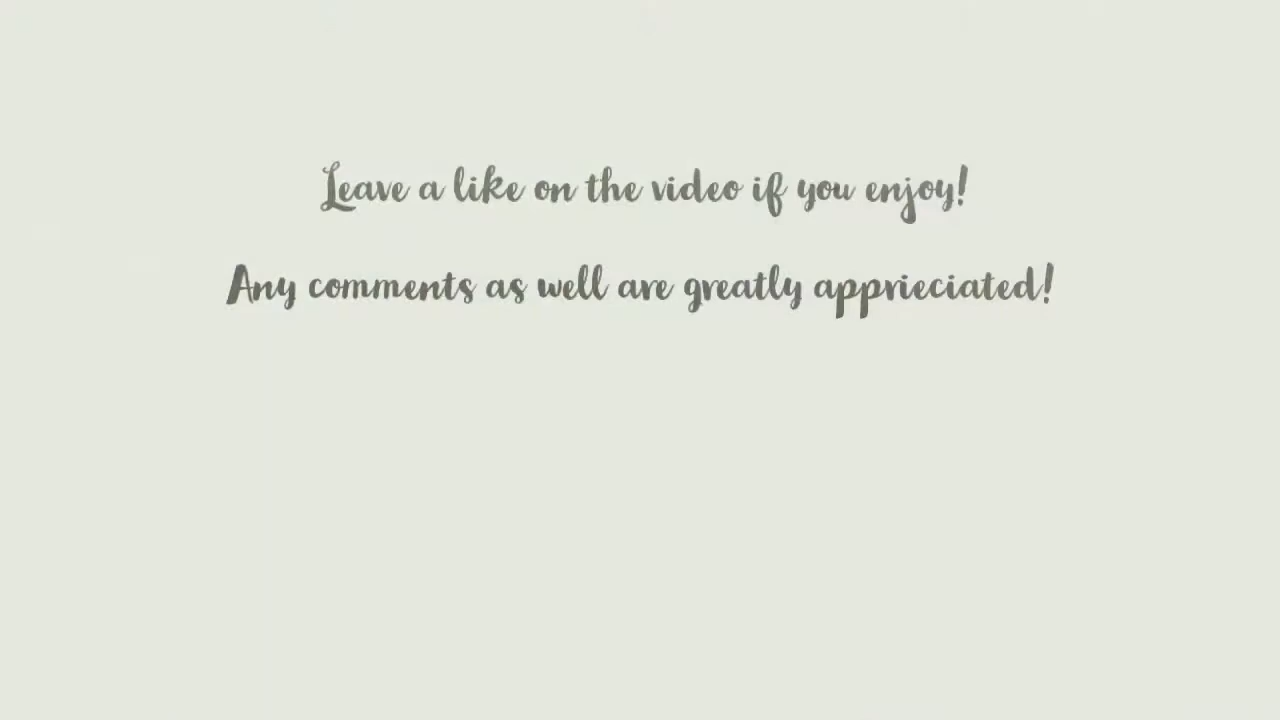 Leave a like on the video if you enjoy!
Any comments as well are greatly apprieciated!